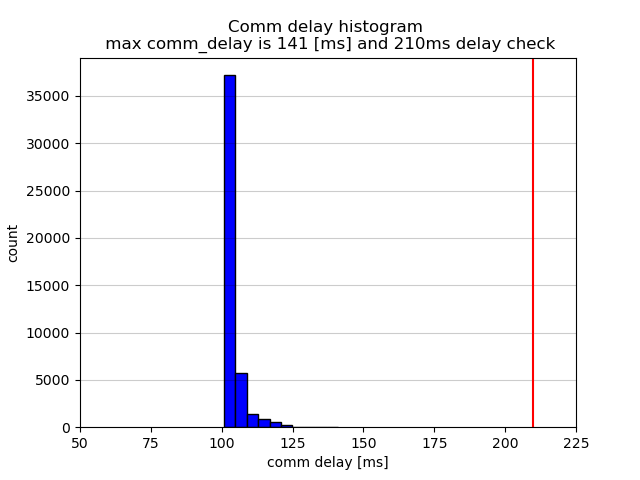 Comm delay histogram
max comm_delay is 141 [ms] and 210ms delay check
35000
30000
25000
20000
15000
10000
5000
0
count
50 75 100 125 150 175 200 225
comm delay [ms]